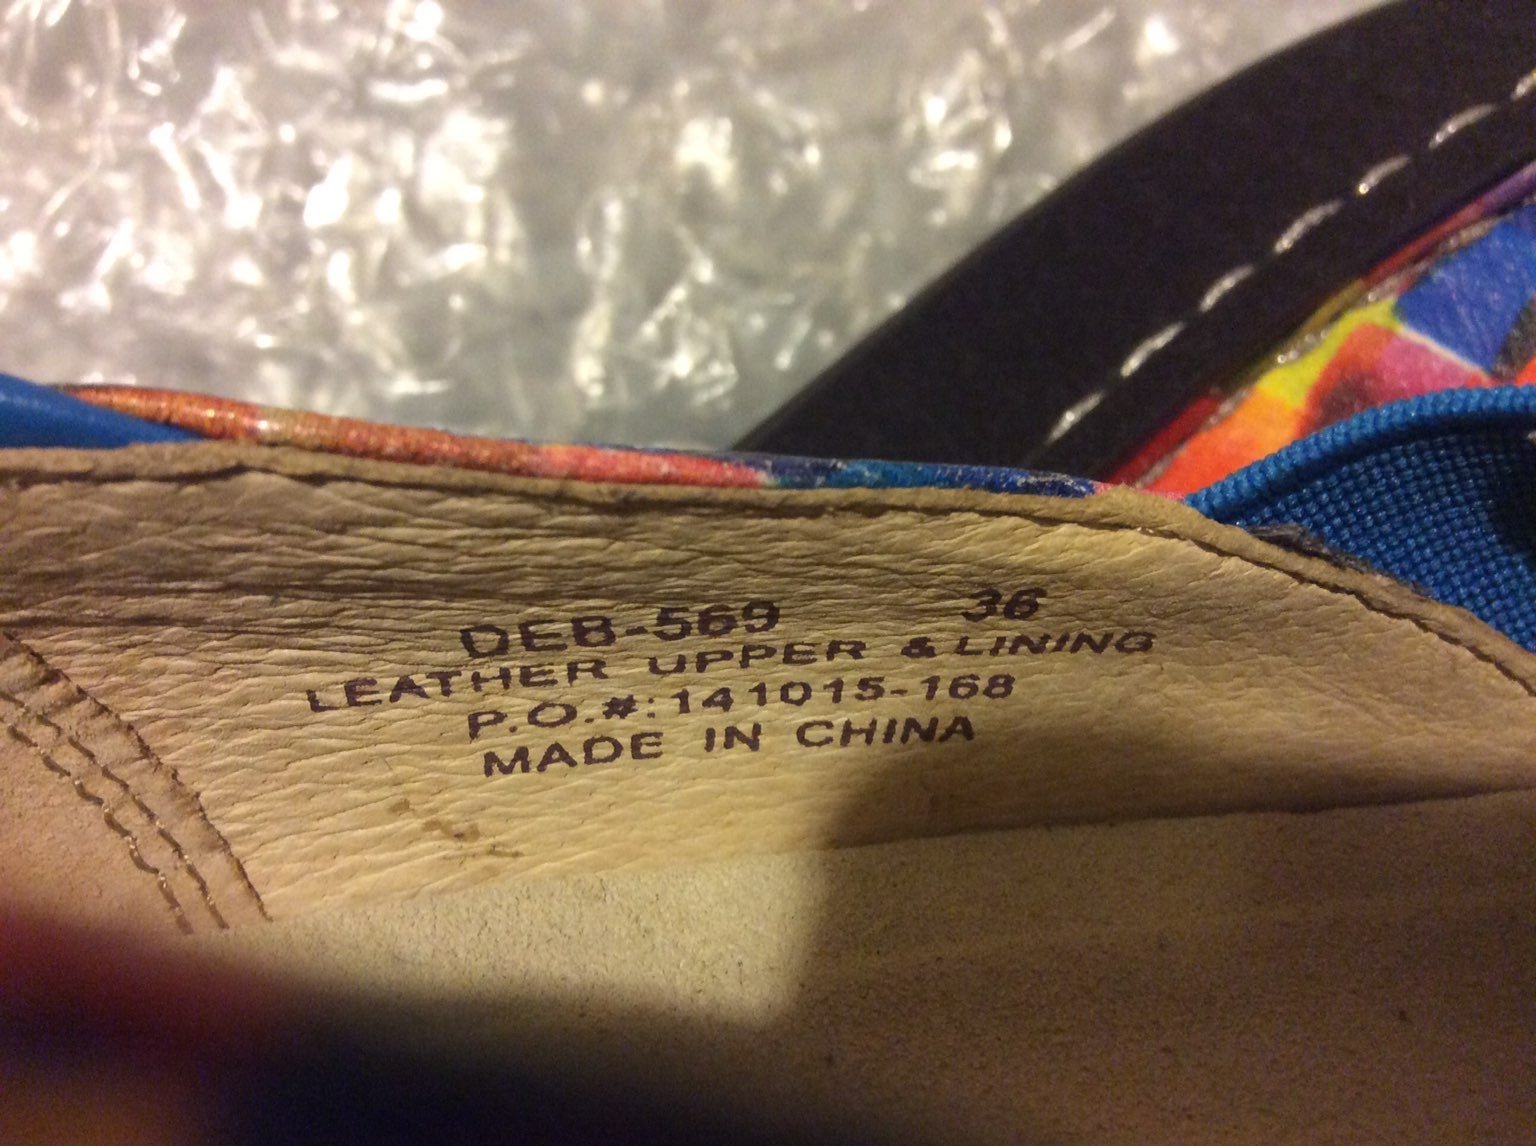 DEB-569 36
LEATHER UPPER & LINING
P.O.#:141015-168
MADE IN CHINA